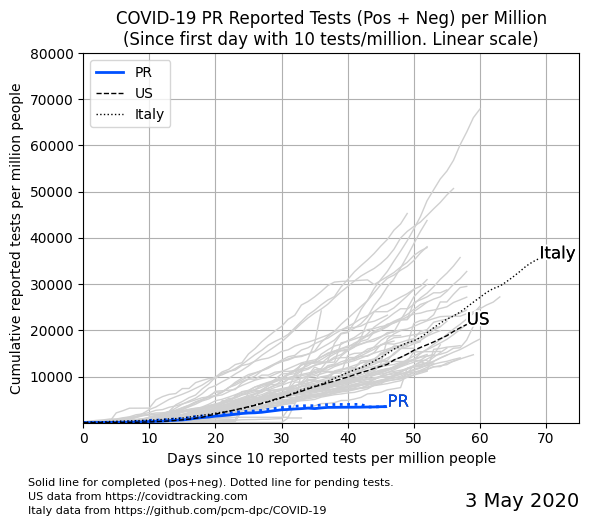 COVID-19 PR Reported Tests (Pos + Neg) per Million
(Since first day with 10 tests/million. Linear scale)
80000
70000
60000
50000
40000
30000
20000
10000
Cumulative reported tests per million people
PR
US
Italy
Italy
US
PR
0 10 20 30 40 50 60 70
Days since 10 reported tests per million people
Solid line for completed (pos+neg). Dotted line for pending tests.
US data from https://covidtracking.com
Italy data from https://github.com/pcm-dpc/COVID-19
3 May 2020